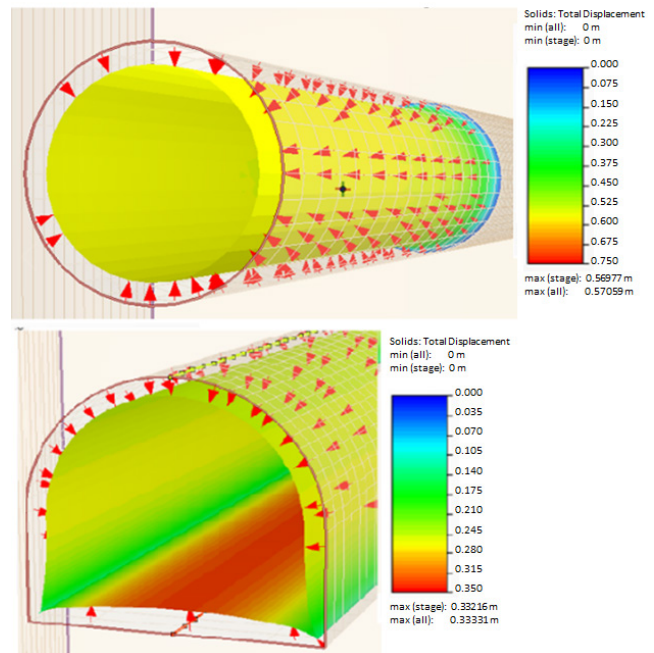 Solids: Total Displacement
min (all): 0 m
min (stage): 0 m
0.000
0.075
0.150
0.225
0.300
0.375
0.450
0.525
0.600
0.675
0.750
max (stage): 0.56977 m
max (all): 0.57059 m
Solids: Total Displacement
min (all): 0 m
min (stage): 0 m
0.000
0.035
0.070
0.105
0.140
0.175
0.210
0.245
0.280
0.315
0.350
max (stage): 0.33216 m
max (all): 0.33331 m